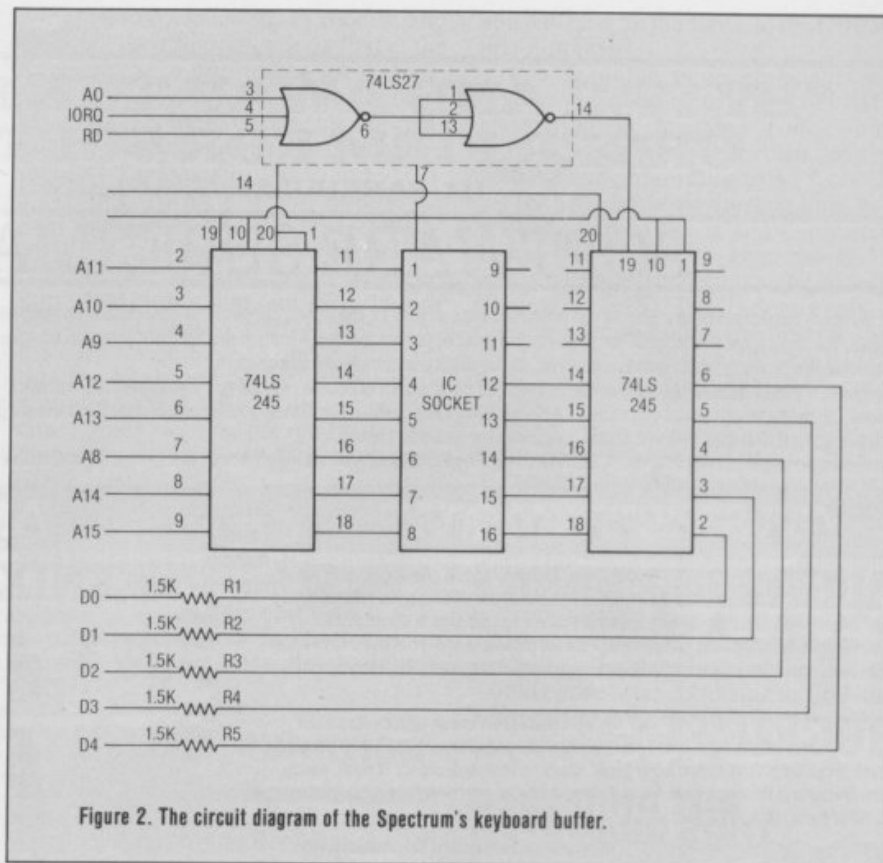 74LS27
A0 3 1
IORQ 4 6 2 14
RD 5 13
14 7
20
19 10 20 1 11 19 10 1 9
A11 2 11 1 9
A10 3 12 2 10 12 8
A9 4 13 3 11 13 7
A12 5 14 4 12 14 6
74LS IC 74LS
245 SOCKET 245
A13 6 15 5 13 15 5
A8 7 16 6 14 16 4
A14 8 17 7 15 17 3
A15 9 18 8 16 18 2
D0 1.5K R1
D1 1.5K R2
D2 1.5K R3
D3 1.5K R4
D4 1.5K R5
Figure 2. The circuit diagram of the Spectrum's keyboard buffer.